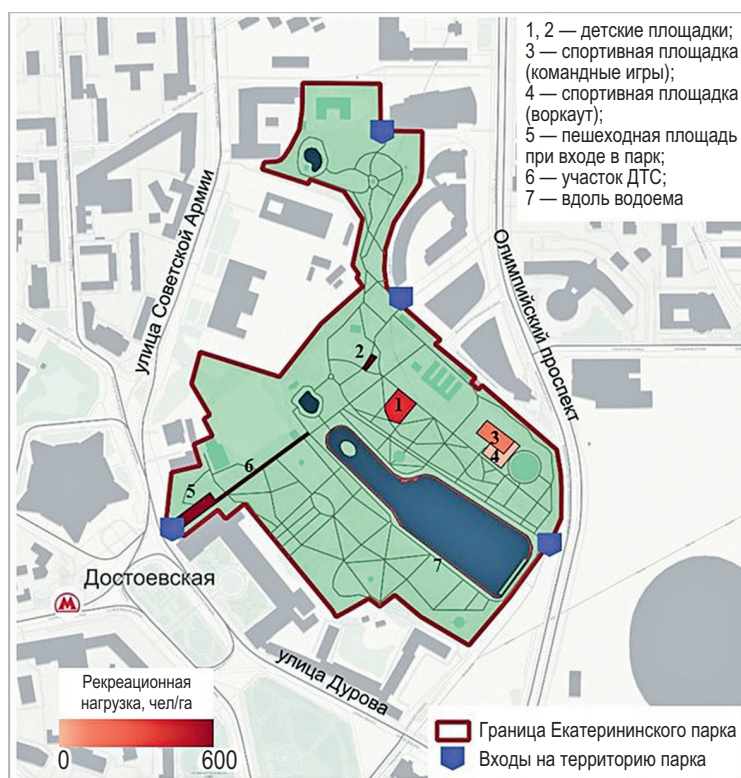 1, 2 — детские площадки;
3 — спортивная площадка
(командные игры);
4 — спортивная площадка
(воркаут);
5 — пешеходная площадь
при входе в парк;
6 — участок ДТС;
7 — вдоль водоема
улица Советской Армии
Олимпийский проспект
2
1
3
4
6
5
7
Достоевская
М
улица Дурова
Рекреационная
нагрузка, чел/га
0
600
Граница Екатерининского парка
Входы на территорию парка